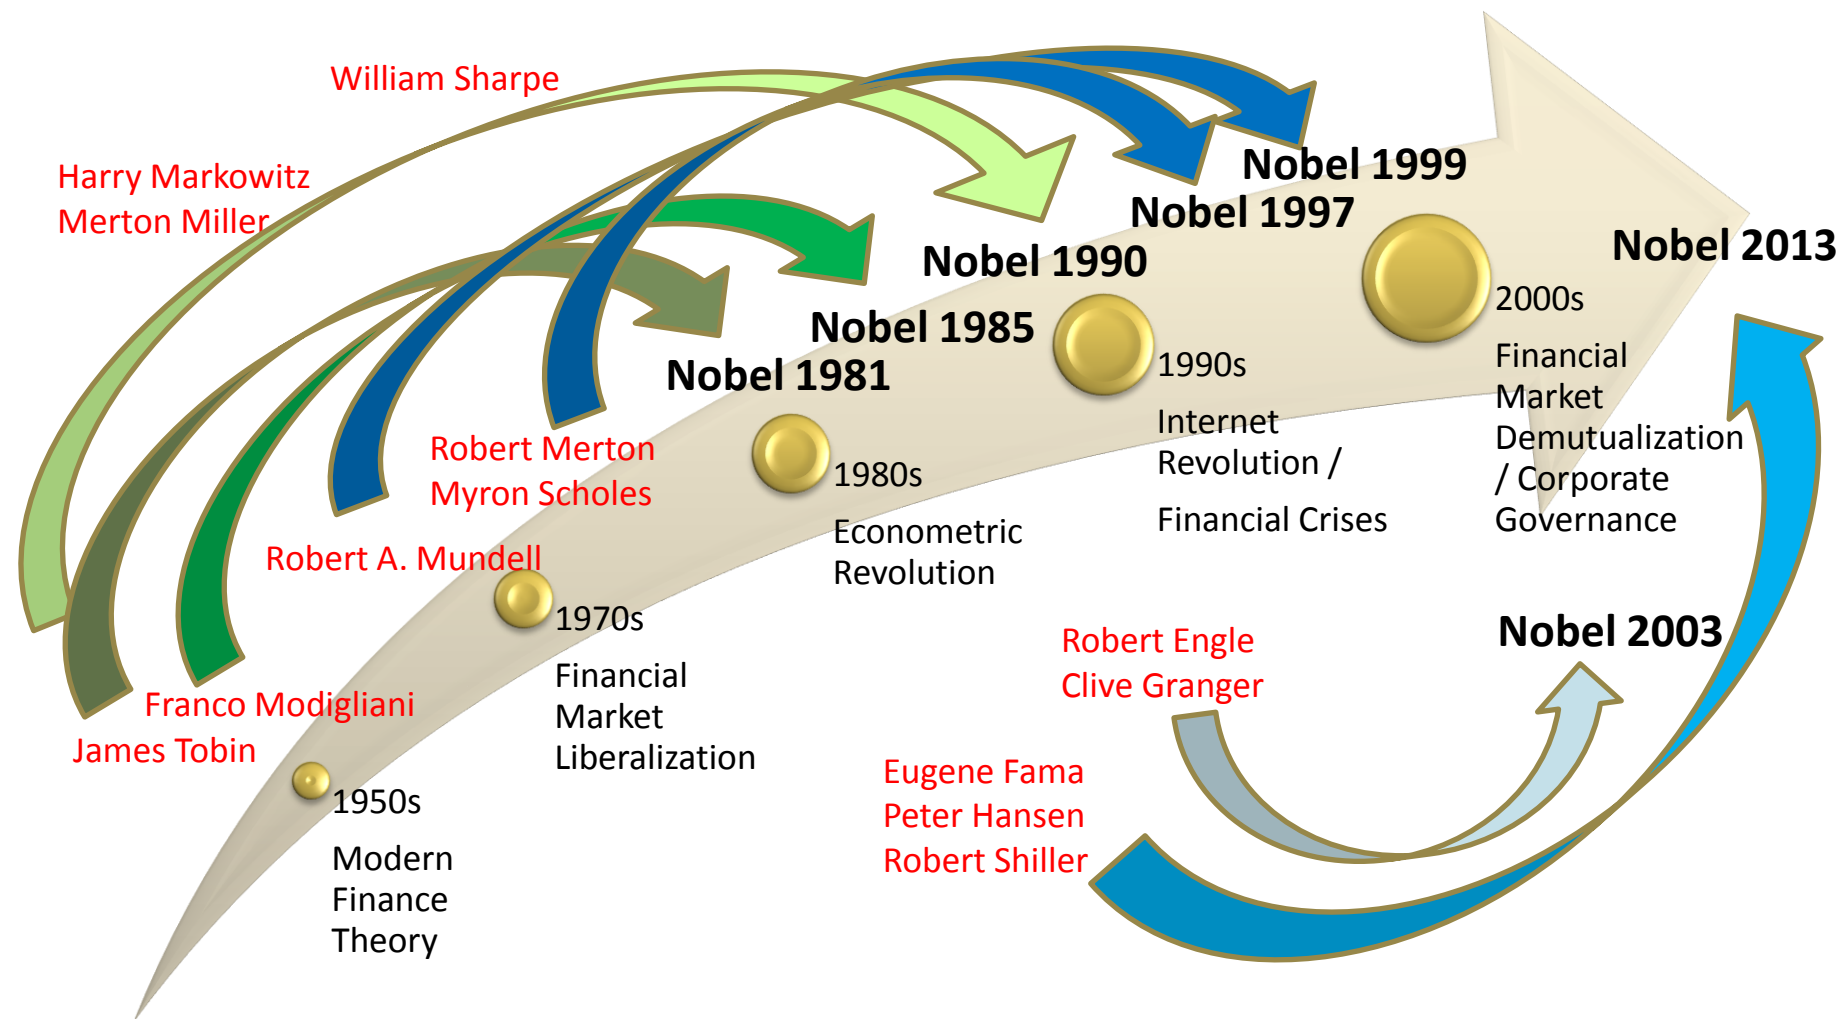 William Sharpe
Harry Markowitz
Merton Miller
Nobel 1999
Nobel 1997
Nobel 2013
Nobel 1990
Nobel 1985
Nobel 1981
2000s
Financial
Market
Demutualization
/ Corporate
Governance
1990s
Internet
Revolution /
Financial Crises
Robert Merton
Myron Scholes
1980s
Econometric
Revolution
Robert A. Mundell
1970s
Financial
Market
Liberalization
Nobel 2003
Robert Engle
Clive Granger
Franco Modigliani
James Tobin
Eugene Fama
Peter Hansen
Robert Shiller
1950s
Modern
Finance
Theory